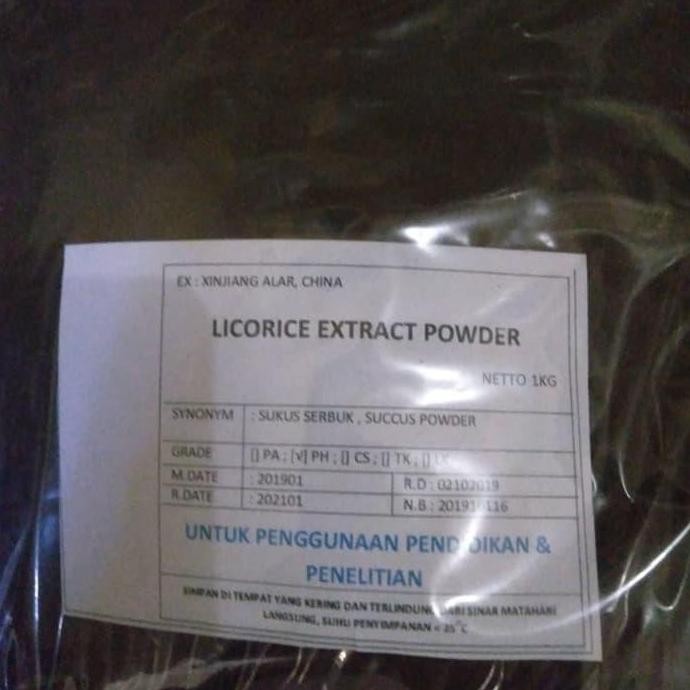 EX : XINJIANG ALAR, CHINA
LICORICE EXTRACT POWDER
NETTO 1KG
SYNONYM : SUKUS SERBUK , SUCCUS POWDER
GRADE [] PA ; [√] PH ; [] CS ; [] TK ; []
M.DATE : 201901 R.D : 02102019
R.DATE : 202101 N.B :
UNTUK PENGGUNAAN PENDIDIKAN &
PENELITIAN
SIMPAN DI TEMPAT YANG KERING DAN TERLINDUNG DARI SINAR MATAHARI
LANGSUNG, SUHU PENYIMPANAN < 25°C